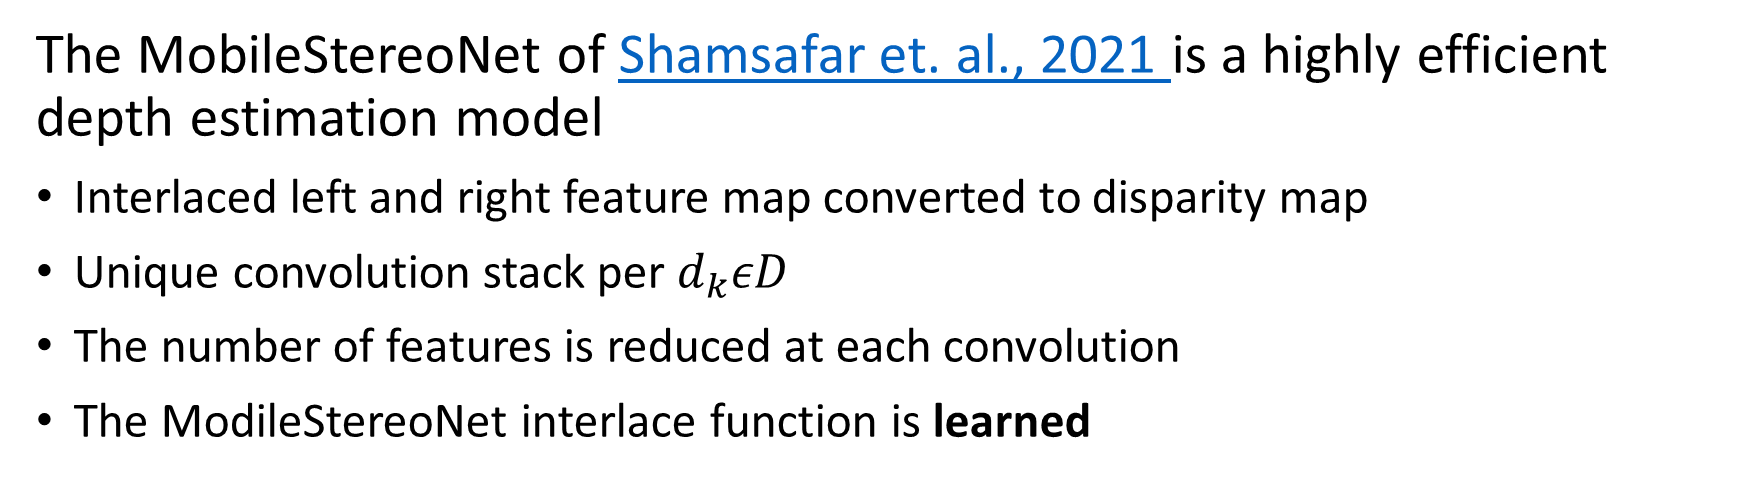 The MobileStereoNet of Shamsafar et. al., 2021 is a highly efficient
depth estimation model
• Interlaced left and right feature map converted to disparity map
• Unique convolution stack per dₖϵD
• The number of features is reduced at each convolution
• The ModileStereoNet interlace function is learned